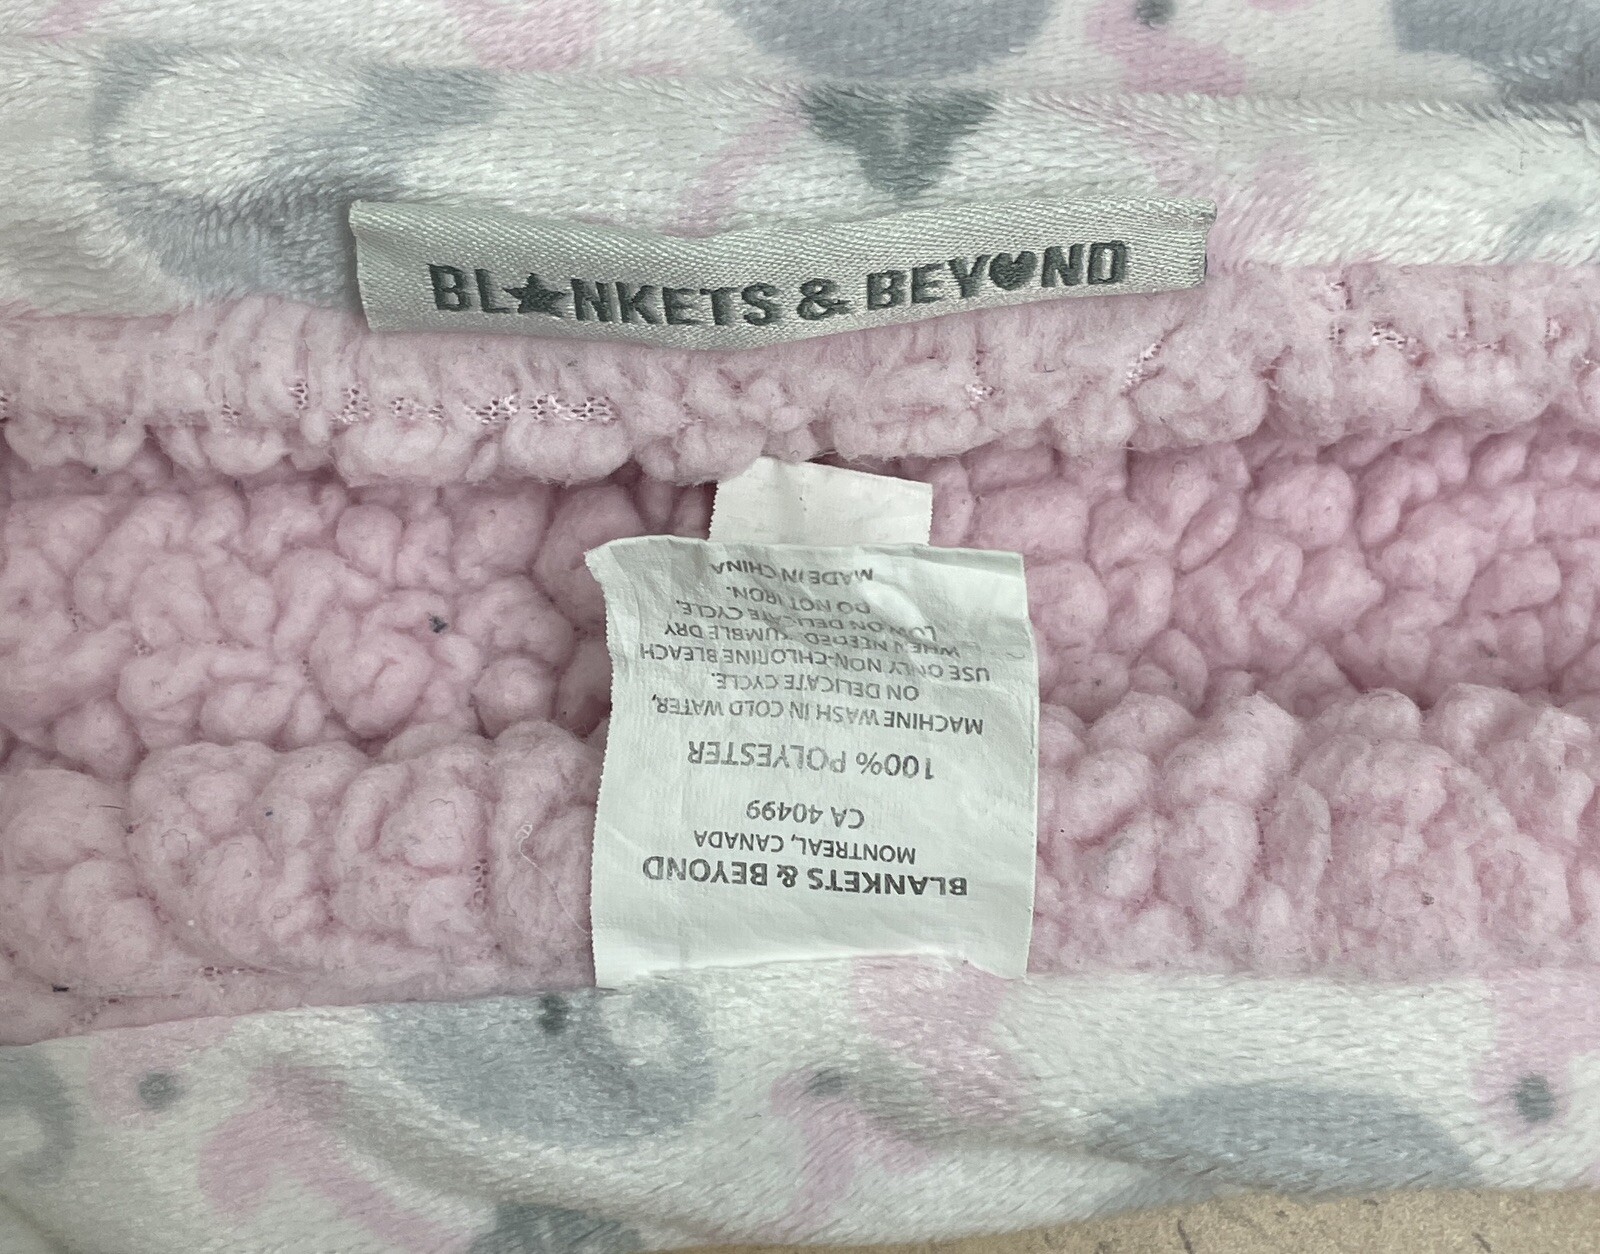 BL★NKETS & BEY♥ND
BLANKETS & BEYOND
MONTREAL, CANADA
CA 40499
100% POLYESTER
MACHINE WASH IN COLD WATER,
ON DELICATE CYCLE.
USE ONLY NON-CHLORINE BLEACH
WHEN NEEDED. TUMBLE DRY
LOW ON DELICATE CYCLE.
DO NOT IRON.
MADE IN CHINA